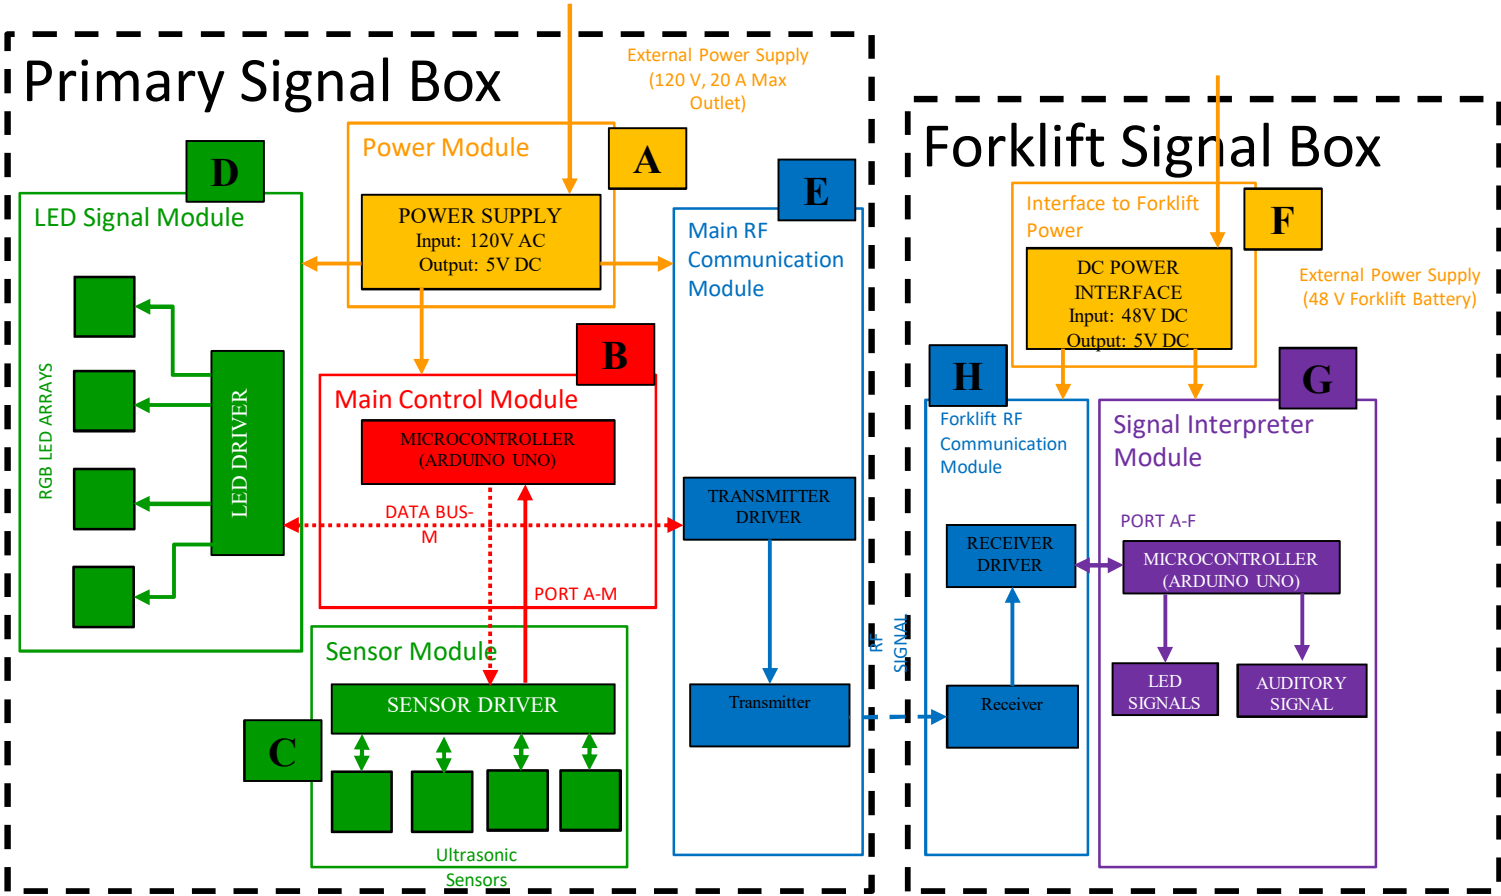 Primary Signal Box
External Power Supply
(120 V, 20 A Max
Outlet)
Power Module
A
POWER SUPPLY
Input: 120V AC
Output: 5V DC
D
LED Signal Module
RGB LED ARRAYS
LED DRIVER
B
Main Control Module
MICROCONTROLLER
(ARDUINO UNO)
DATA BUS-
M
PORT A-M
Sensor Module
SENSOR DRIVER
C
Ultrasonic
Sensors
E
Main RF
Communication
Module
TRANSMITTER
DRIVER
Transmitter
RF
SIGNAL
Forklift Signal Box
Interface to Forklift
Power
F
DC POWER
INTERFACE
Input: 48V DC
Output: 5V DC
External Power Supply
(48 V Forklift Battery)
H
Forklift RF
Communication
Module
RECEIVER
DRIVER
Receiver
G
Signal Interpreter
Module
PORT A-F
MICROCONTROLLER
(ARDUINO UNO)
LED
SIGNALS
AUDITORY
SIGNAL